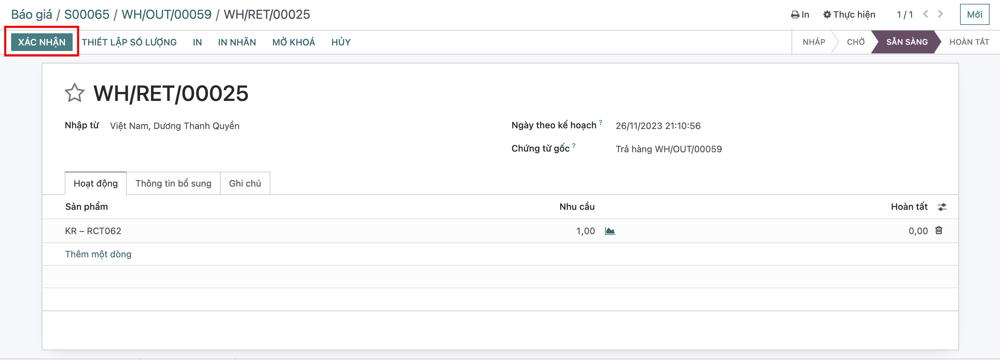 Báo giá / S00065 / WH/OUT/00059 / WH/RET/00025
In Thực hiện 1 / 1 Mới
XÁC NHẬN THIẾT LẬP SỐ LƯỢNG IN IN NHÃN MỞ KHOÁ HỦY
NHÁP CHỜ SẴN SÀNG HOÀN TẤT
WH/RET/00025
Nhập từ Việt Nam, Dương Thanh Quyền
Ngày theo kế hoạch ? 26/11/2023 21:10:56
Chứng từ gốc ? Trả hàng WH/OUT/00059
Hoạt động Thông tin bổ sung Ghi chú
Sản phẩm Nhu cầu Hoàn tất
KR – RCT062 1,00 0,00
Thêm một dòng